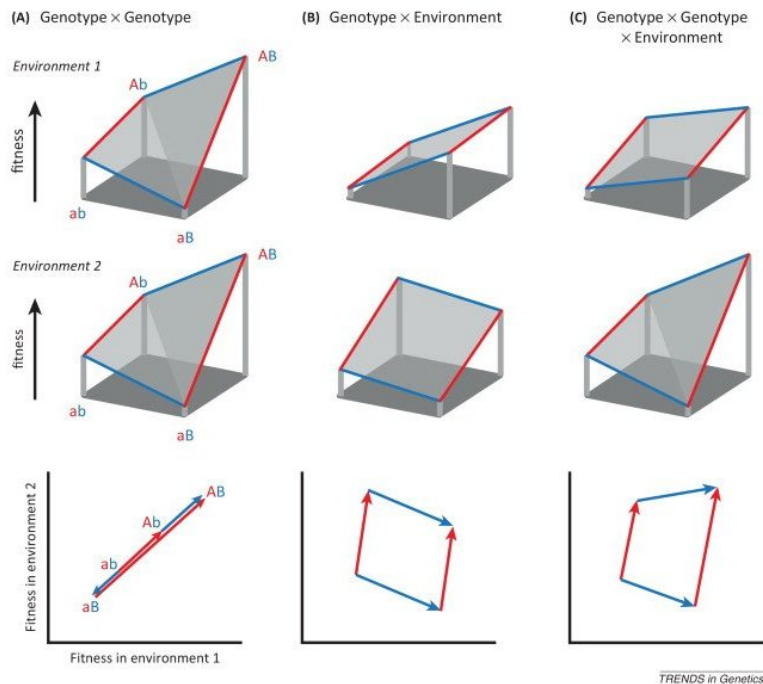 (A) Genotype × Genotype
(B) Genotype × Environment
(C) Genotype × Genotype
× Environment
Environment 1
fitness
Ab
AB
ab
aB
Environment 2
fitness
Ab
AB
ab
aB
Fitness in environment 2
AB
Ab
ab
aB
Fitness in environment 1
TRENDS in Genetics